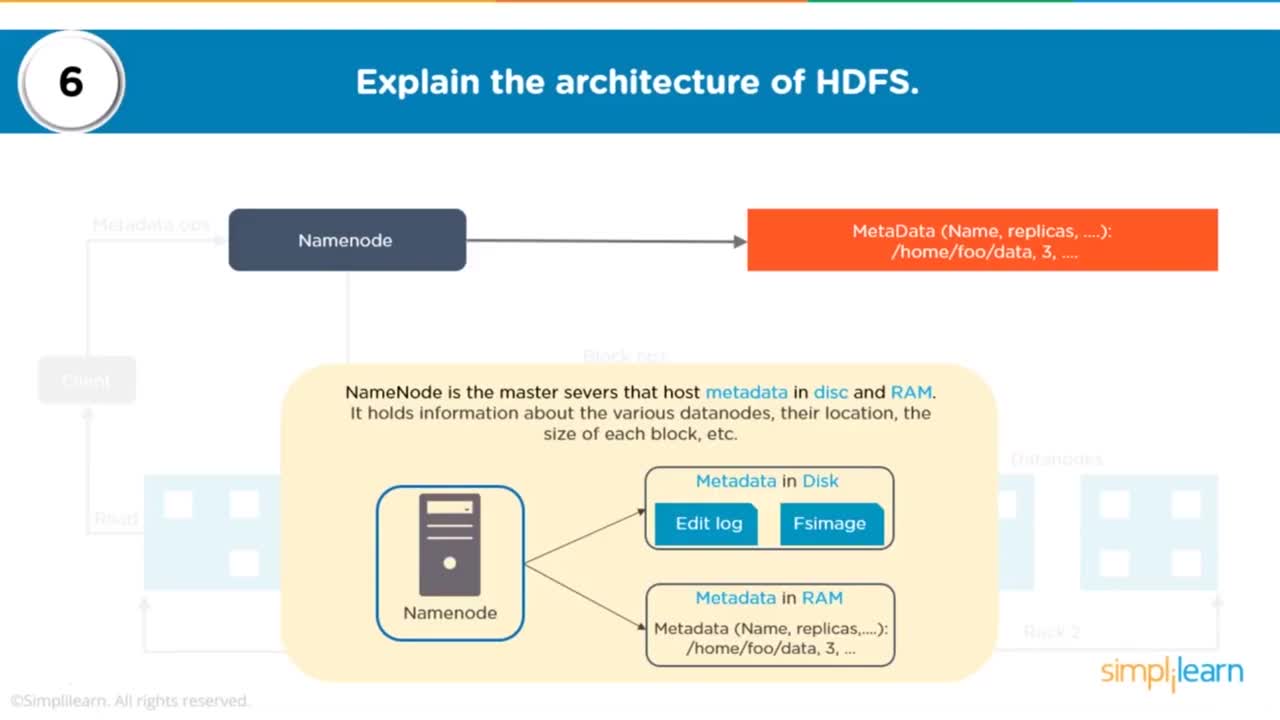 6
Explain the architecture of HDFS.
Metadata ops
Namenode
MetaData (Name, replicas, ....):
/home/foo/data, 3, ....
Block ops
Client
NameNode is the master severs that host metadata in disc and RAM.
It holds information about the various datanodes, their location, the
size of each block, etc.
Datanodes
Read
Metadata in Disk
Edit log
Fsimage
Namenode
Metadata in RAM
Metadata (Name, replicas,....):
/home/foo/data, 3, ...
Rack 2
simplilearn
©Simplilearn. All rights reserved.